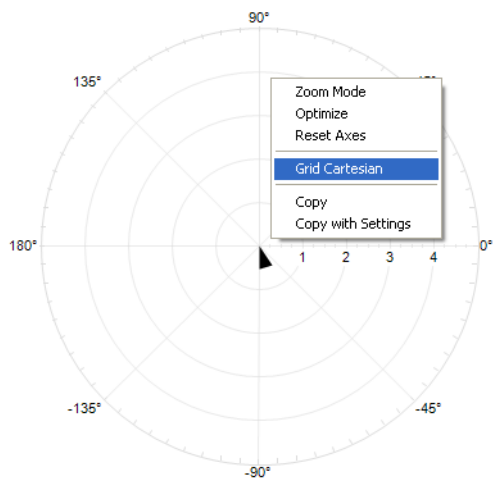 90°
135°
Zoom Mode
Optimize
Reset Axes
Grid Cartesian
Copy
Copy with Settings
180°
1 2 3 4
0°
-135°
-45°
-90°